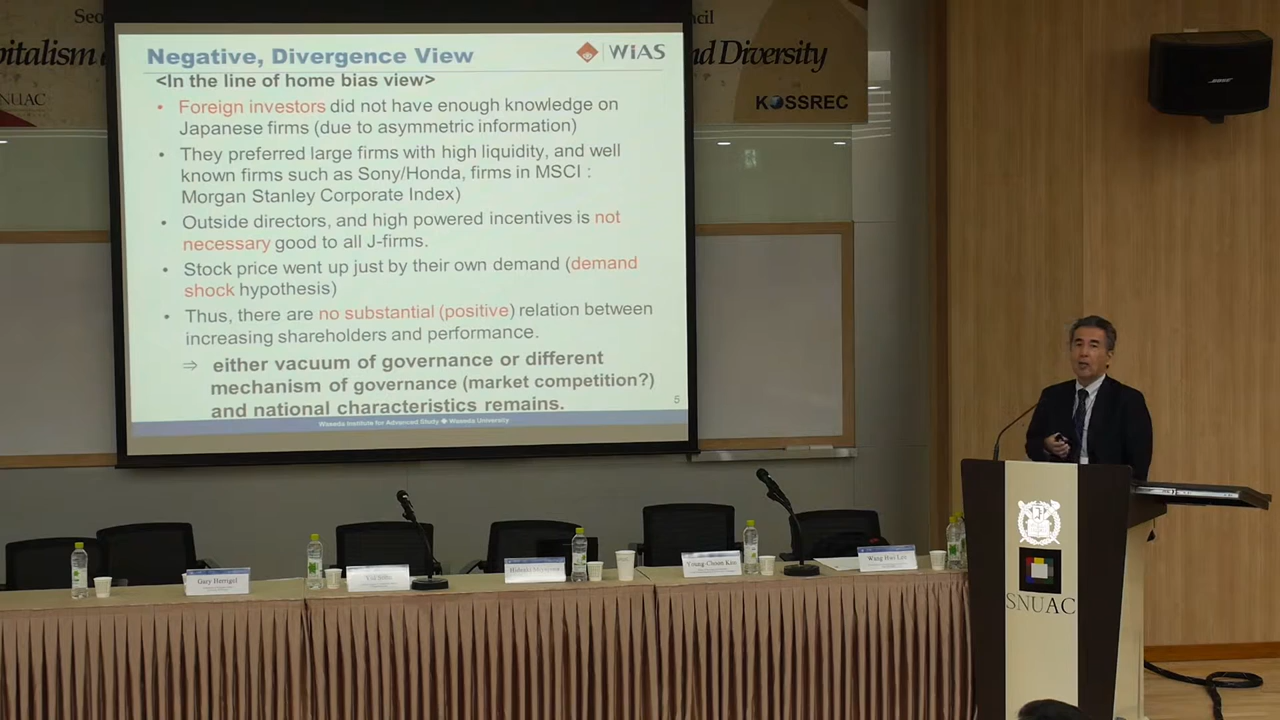 Seo
ncil
pitalism a
nd Diversity
NUAC
KOSSREC
Negative, Divergence View
WiAS
<In the line of home bias view>
• Foreign investors did not have enough knowledge on
Japanese firms (due to asymmetric information)
• They preferred large firms with high liquidity, and well
known firms such as Sony/Honda, firms in MSCI :
Morgan Stanley Corporate Index)
• Outside directors, and high powered incentives is not
necessary good to all J-firms.
• Stock price went up just by their own demand (demand
shock hypothesis)
• Thus, there are no substantial (positive) relation between
increasing shareholders and performance.
⇒ either vacuum of governance or different
mechanism of governance (market competition?)
and national characteristics remains.
5
Waseda Institute for Advanced Study ◆ Waseda University
BOSE
Gary Herrigel
Young Choon Kim
SNUAC